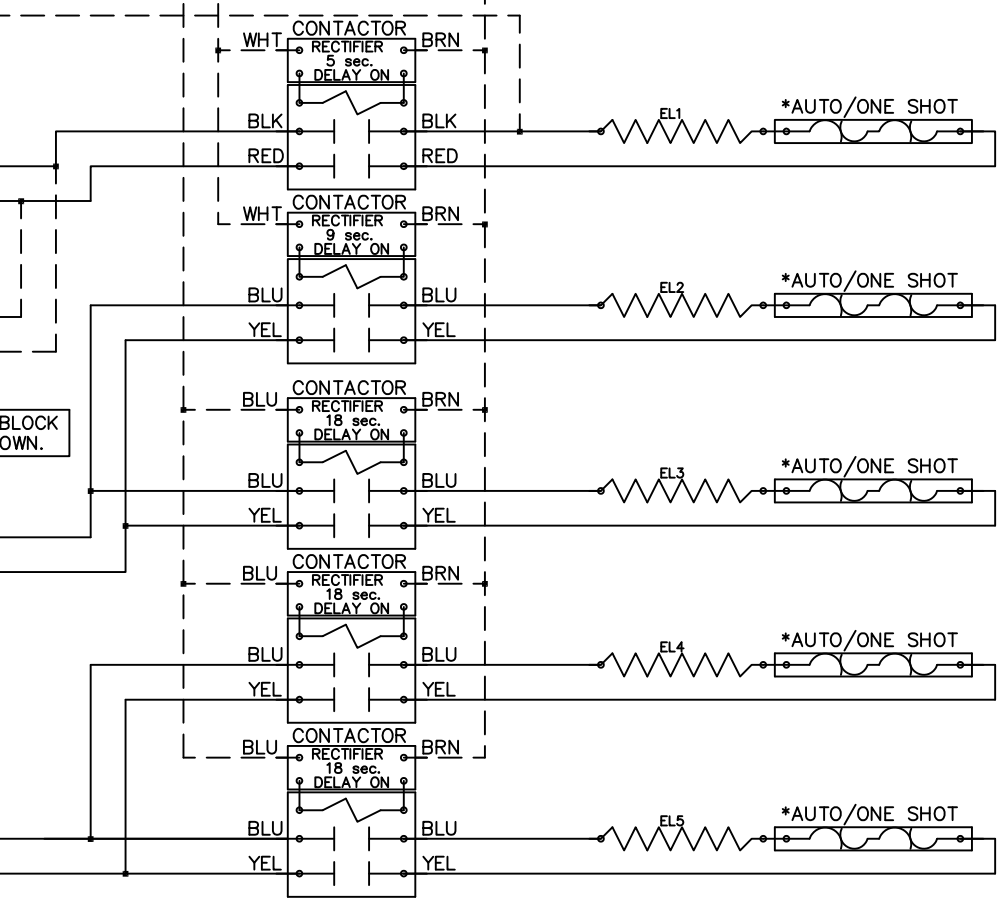 CONTACTOR
WHT RECTIFIER BRN
5 sec.
DELAY ON
BLK BLK EL1 *AUTO/ONE SHOT
RED RED
CONTACTOR
WHT RECTIFIER BRN
9 sec.
DELAY ON
BLU BLU EL2 *AUTO/ONE SHOT
YEL YEL
CONTACTOR
BLU RECTIFIER BRN
18 sec.
DELAY ON
BLOCK
OWN.
BLU BLU EL3 *AUTO/ONE SHOT
YEL YEL
CONTACTOR
BLU RECTIFIER BRN
18 sec.
DELAY ON
BLU BLU EL4 *AUTO/ONE SHOT
YEL YEL
CONTACTOR
BLU RECTIFIER BRN
18 sec.
DELAY ON
BLU BLU EL5 *AUTO/ONE SHOT
YEL YEL